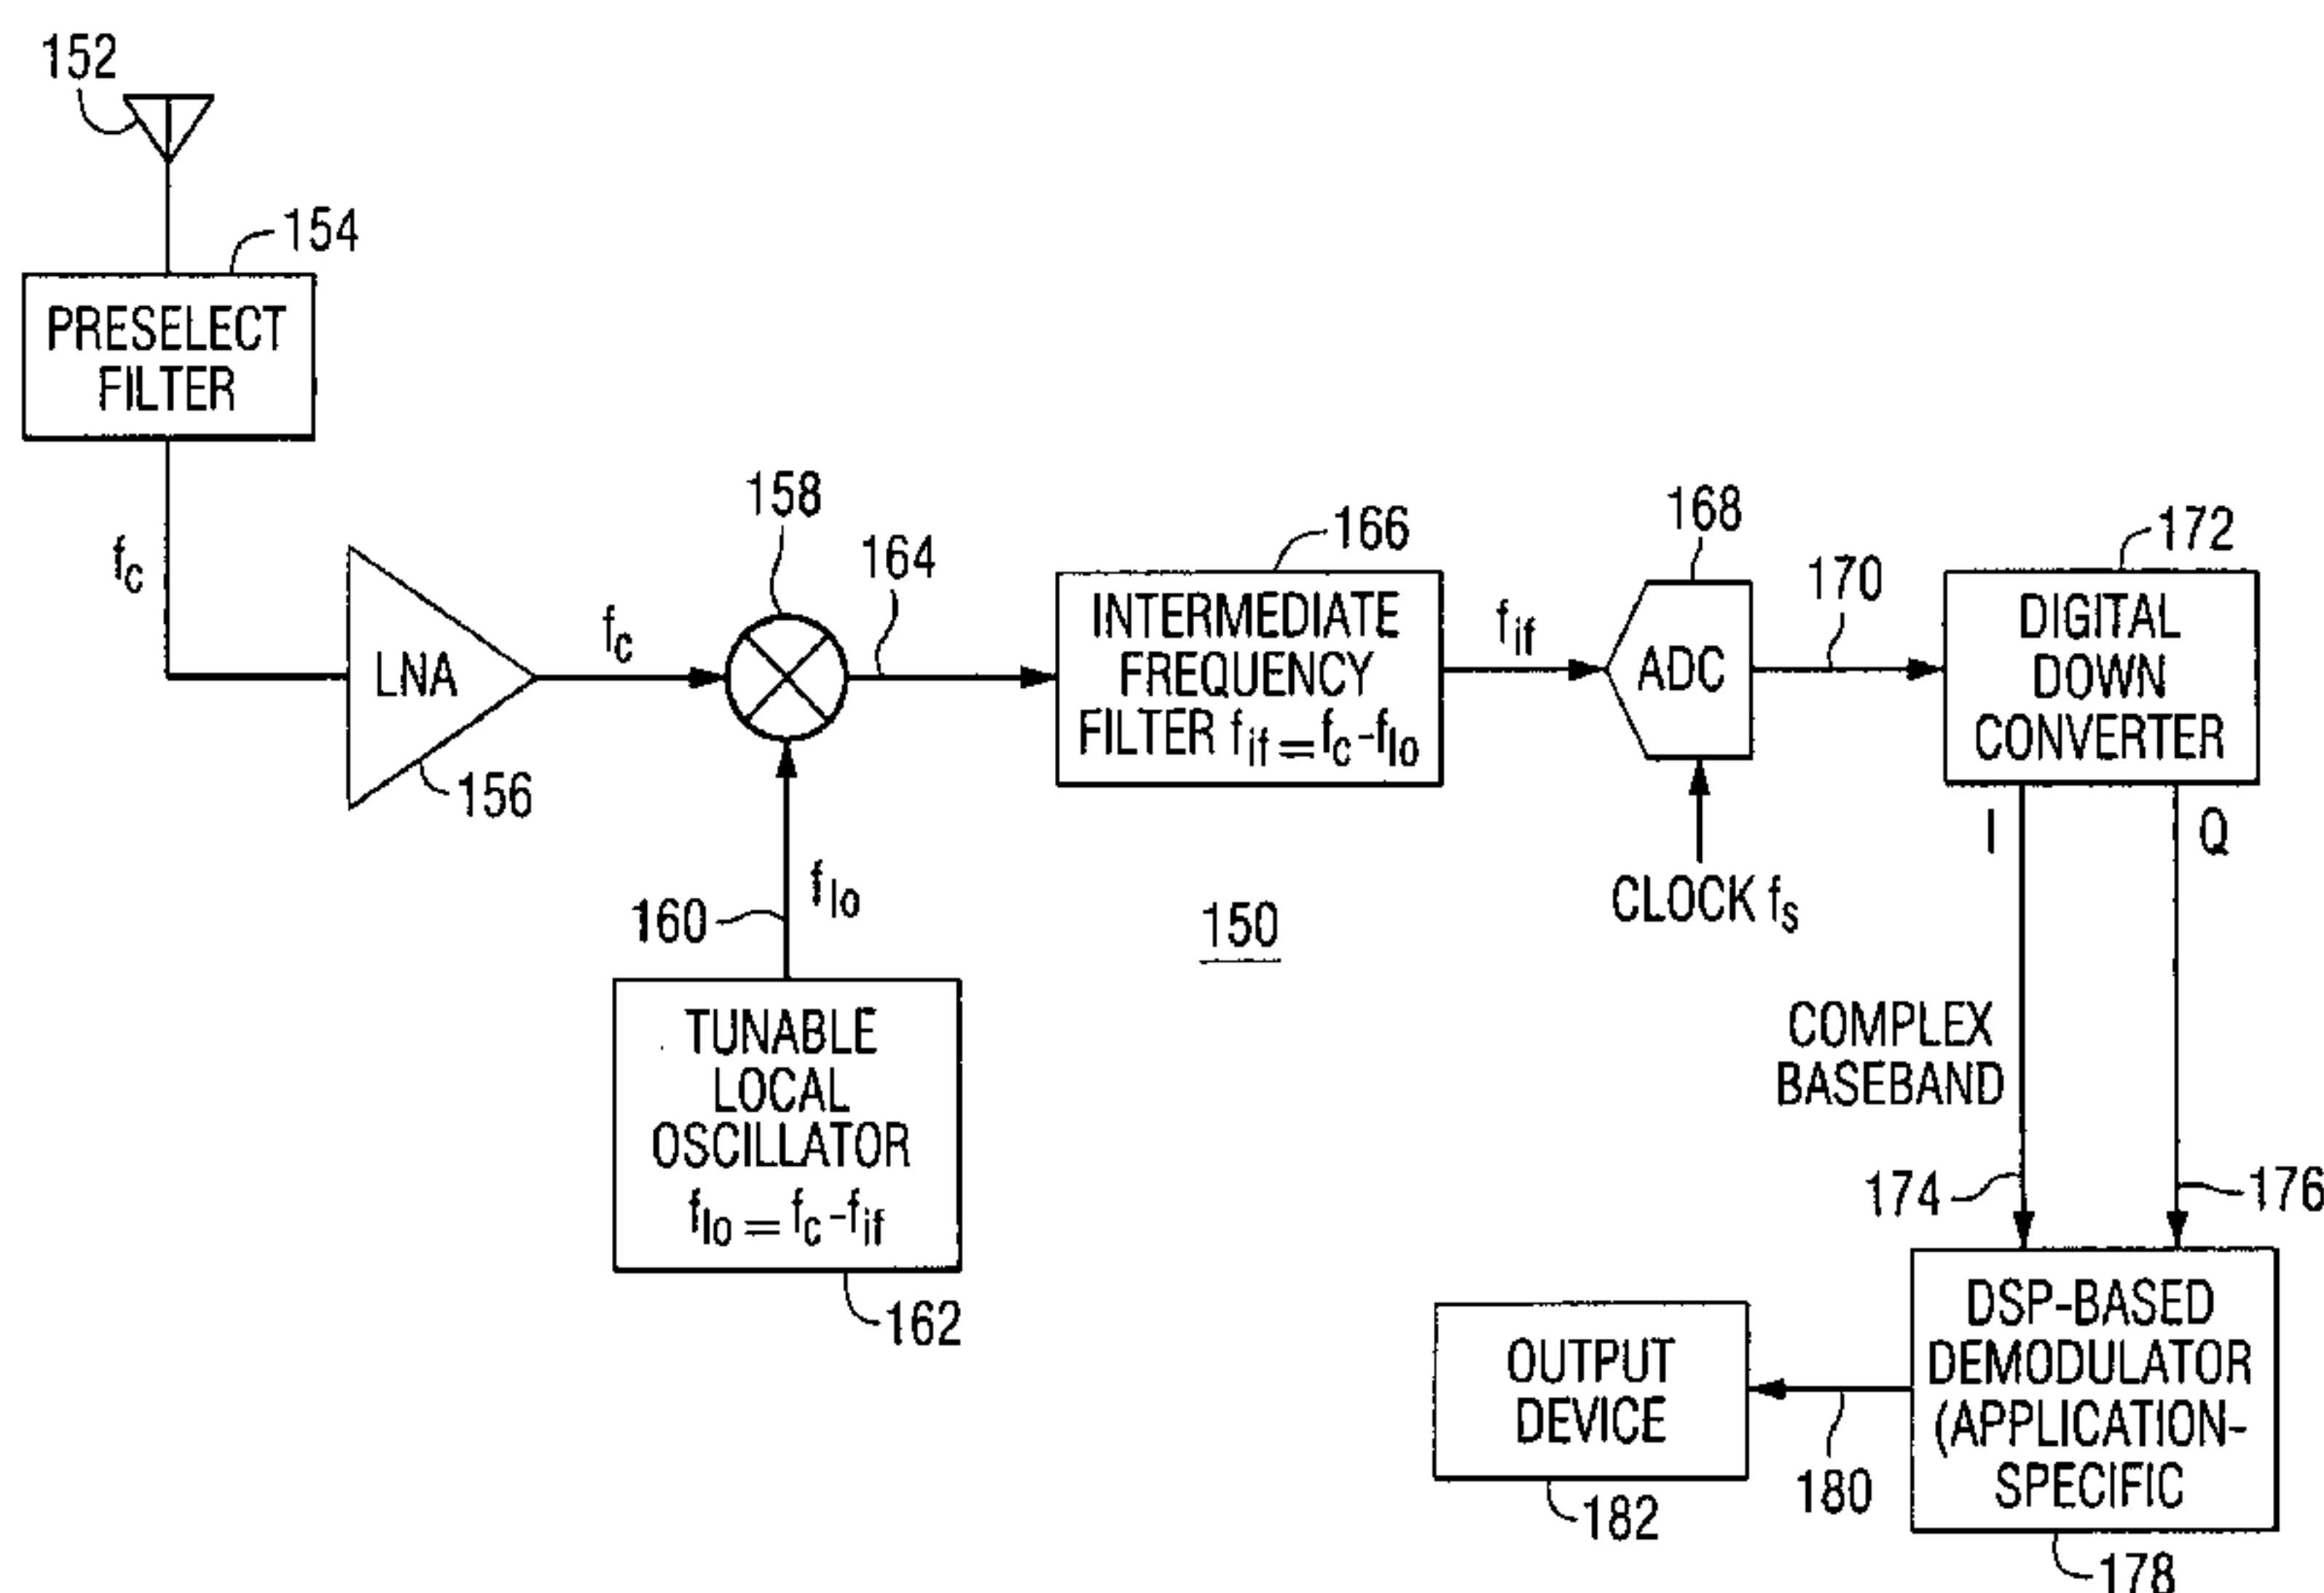 152
154
PRESELECT
FILTER
fc
LNA
156
fc
158
164
160
flo
TUNABLE
LOCAL
OSCILLATOR
flo = fc-fif
162
166
INTERMEDIATE
FREQUENCY
FILTER fif = fc-flo
fif
168
ADC
CLOCK fs
170
150
172
DIGITAL
DOWN
CONVERTER
I
Q
COMPLEX
BASEBAND
174
176
DSP-BASED
DEMODULATOR
(APPLICATION-
SPECIFIC
178
180
OUTPUT
DEVICE
182